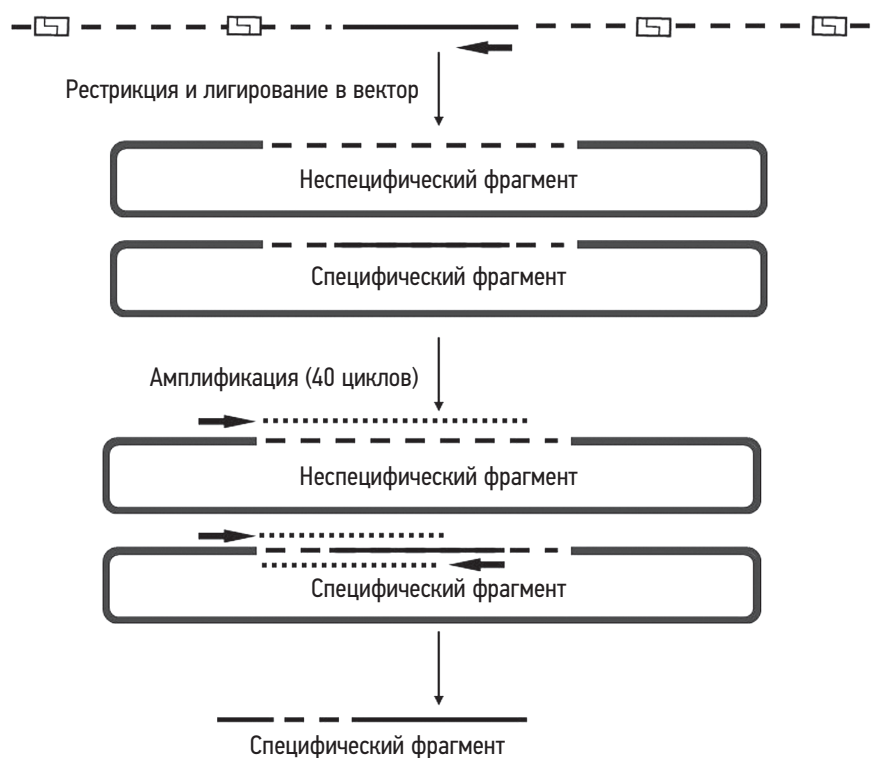 Рестрикция и лигирование в вектор
Неспецифический фрагмент
Специфический фрагмент
Амплификация (40 циклов)
Неспецифический фрагмент
Специфический фрагмент
Специфический фрагмент